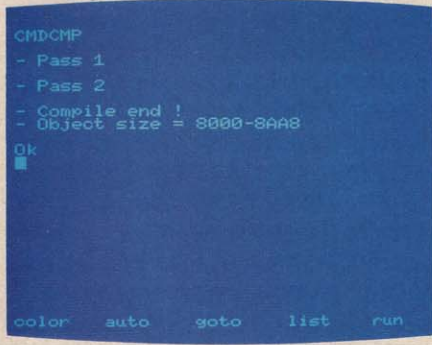 CMDCMP
- Pass 1
- Pass 2
- Compile end !
- Object size = 8000-8AA8
Ok
color auto goto list run